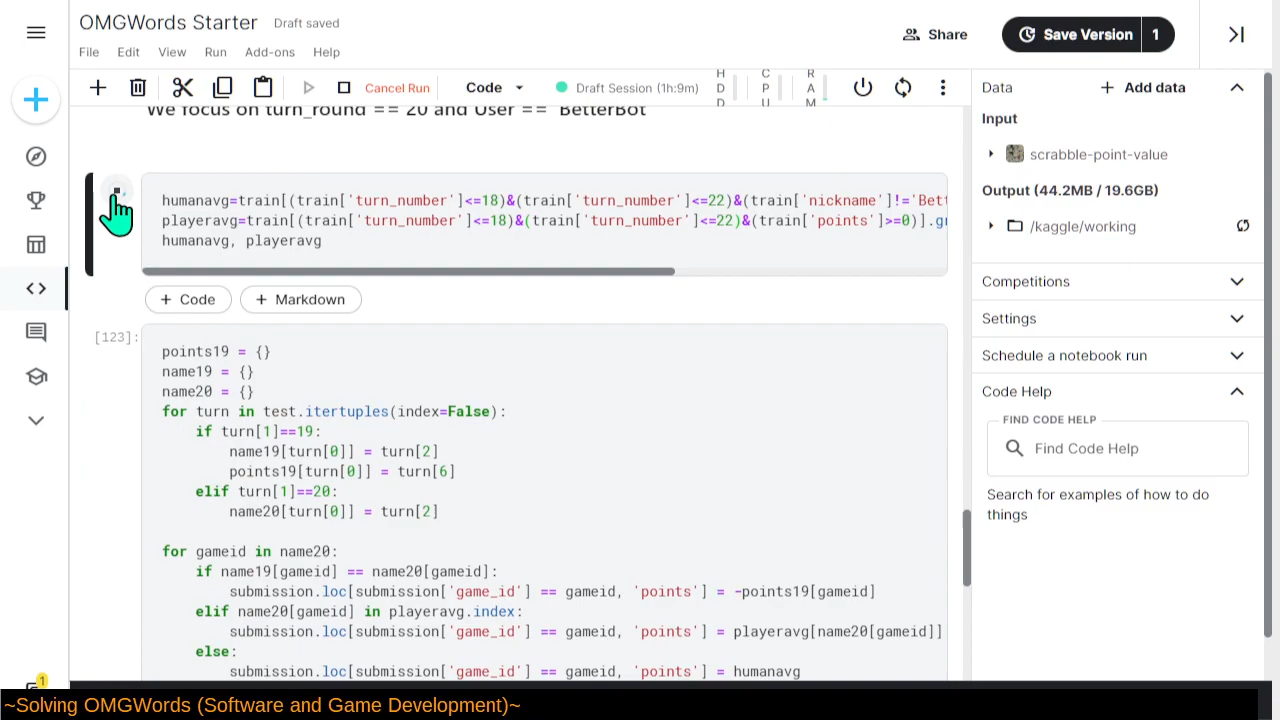 OMGWords Starter Draft saved
File Edit View Run Add-ons Help
Share
Save Version 1
Cancel Run
Code
Draft Session (1h:9m)
HDD
CPU
RAM
We focus on turn_round == 20 and User == "BetterBot"
humanavg=train[(train['turn_number']<=18)&(train['turn_number']<=22)&(train['nickname']!='Bett
playeravg=train[(train['turn_number']<=18)&(train['turn_number']<=22)&(train['points']>=0)].gr
humanavg, playeravg
+ Code + Markdown
[123]:
points19 = {}
name19 = {}
name20 = {}
for turn in test.itertuples(index=False):
    if turn[1]==19:
        name19[turn[0]] = turn[2]
        points19[turn[0]] = turn[6]
    elif turn[1]==20:
        name20[turn[0]] = turn[2]
for gameid in name20:
    if name19[gameid] == name20[gameid]:
        submission.loc[submission['game_id'] == gameid, 'points'] = -points19[gameid]
    elif name20[gameid] in playeravg.index:
        submission.loc[submission['game_id'] == gameid, 'points'] = playeravg[name20[gameid]]
    else:
        submission.loc[submission['game_id'] == gameid, 'points'] = humanavg
Data
+ Add data
Input
scrabble-point-value
Output (44.2MB / 19.6GB)
/kaggle/working
Competitions
Settings
Schedule a notebook run
Code Help
FIND CODE HELP
Find Code Help
Search for examples of how to do
things
1
~Solving OMGWords (Software and Game Development)~